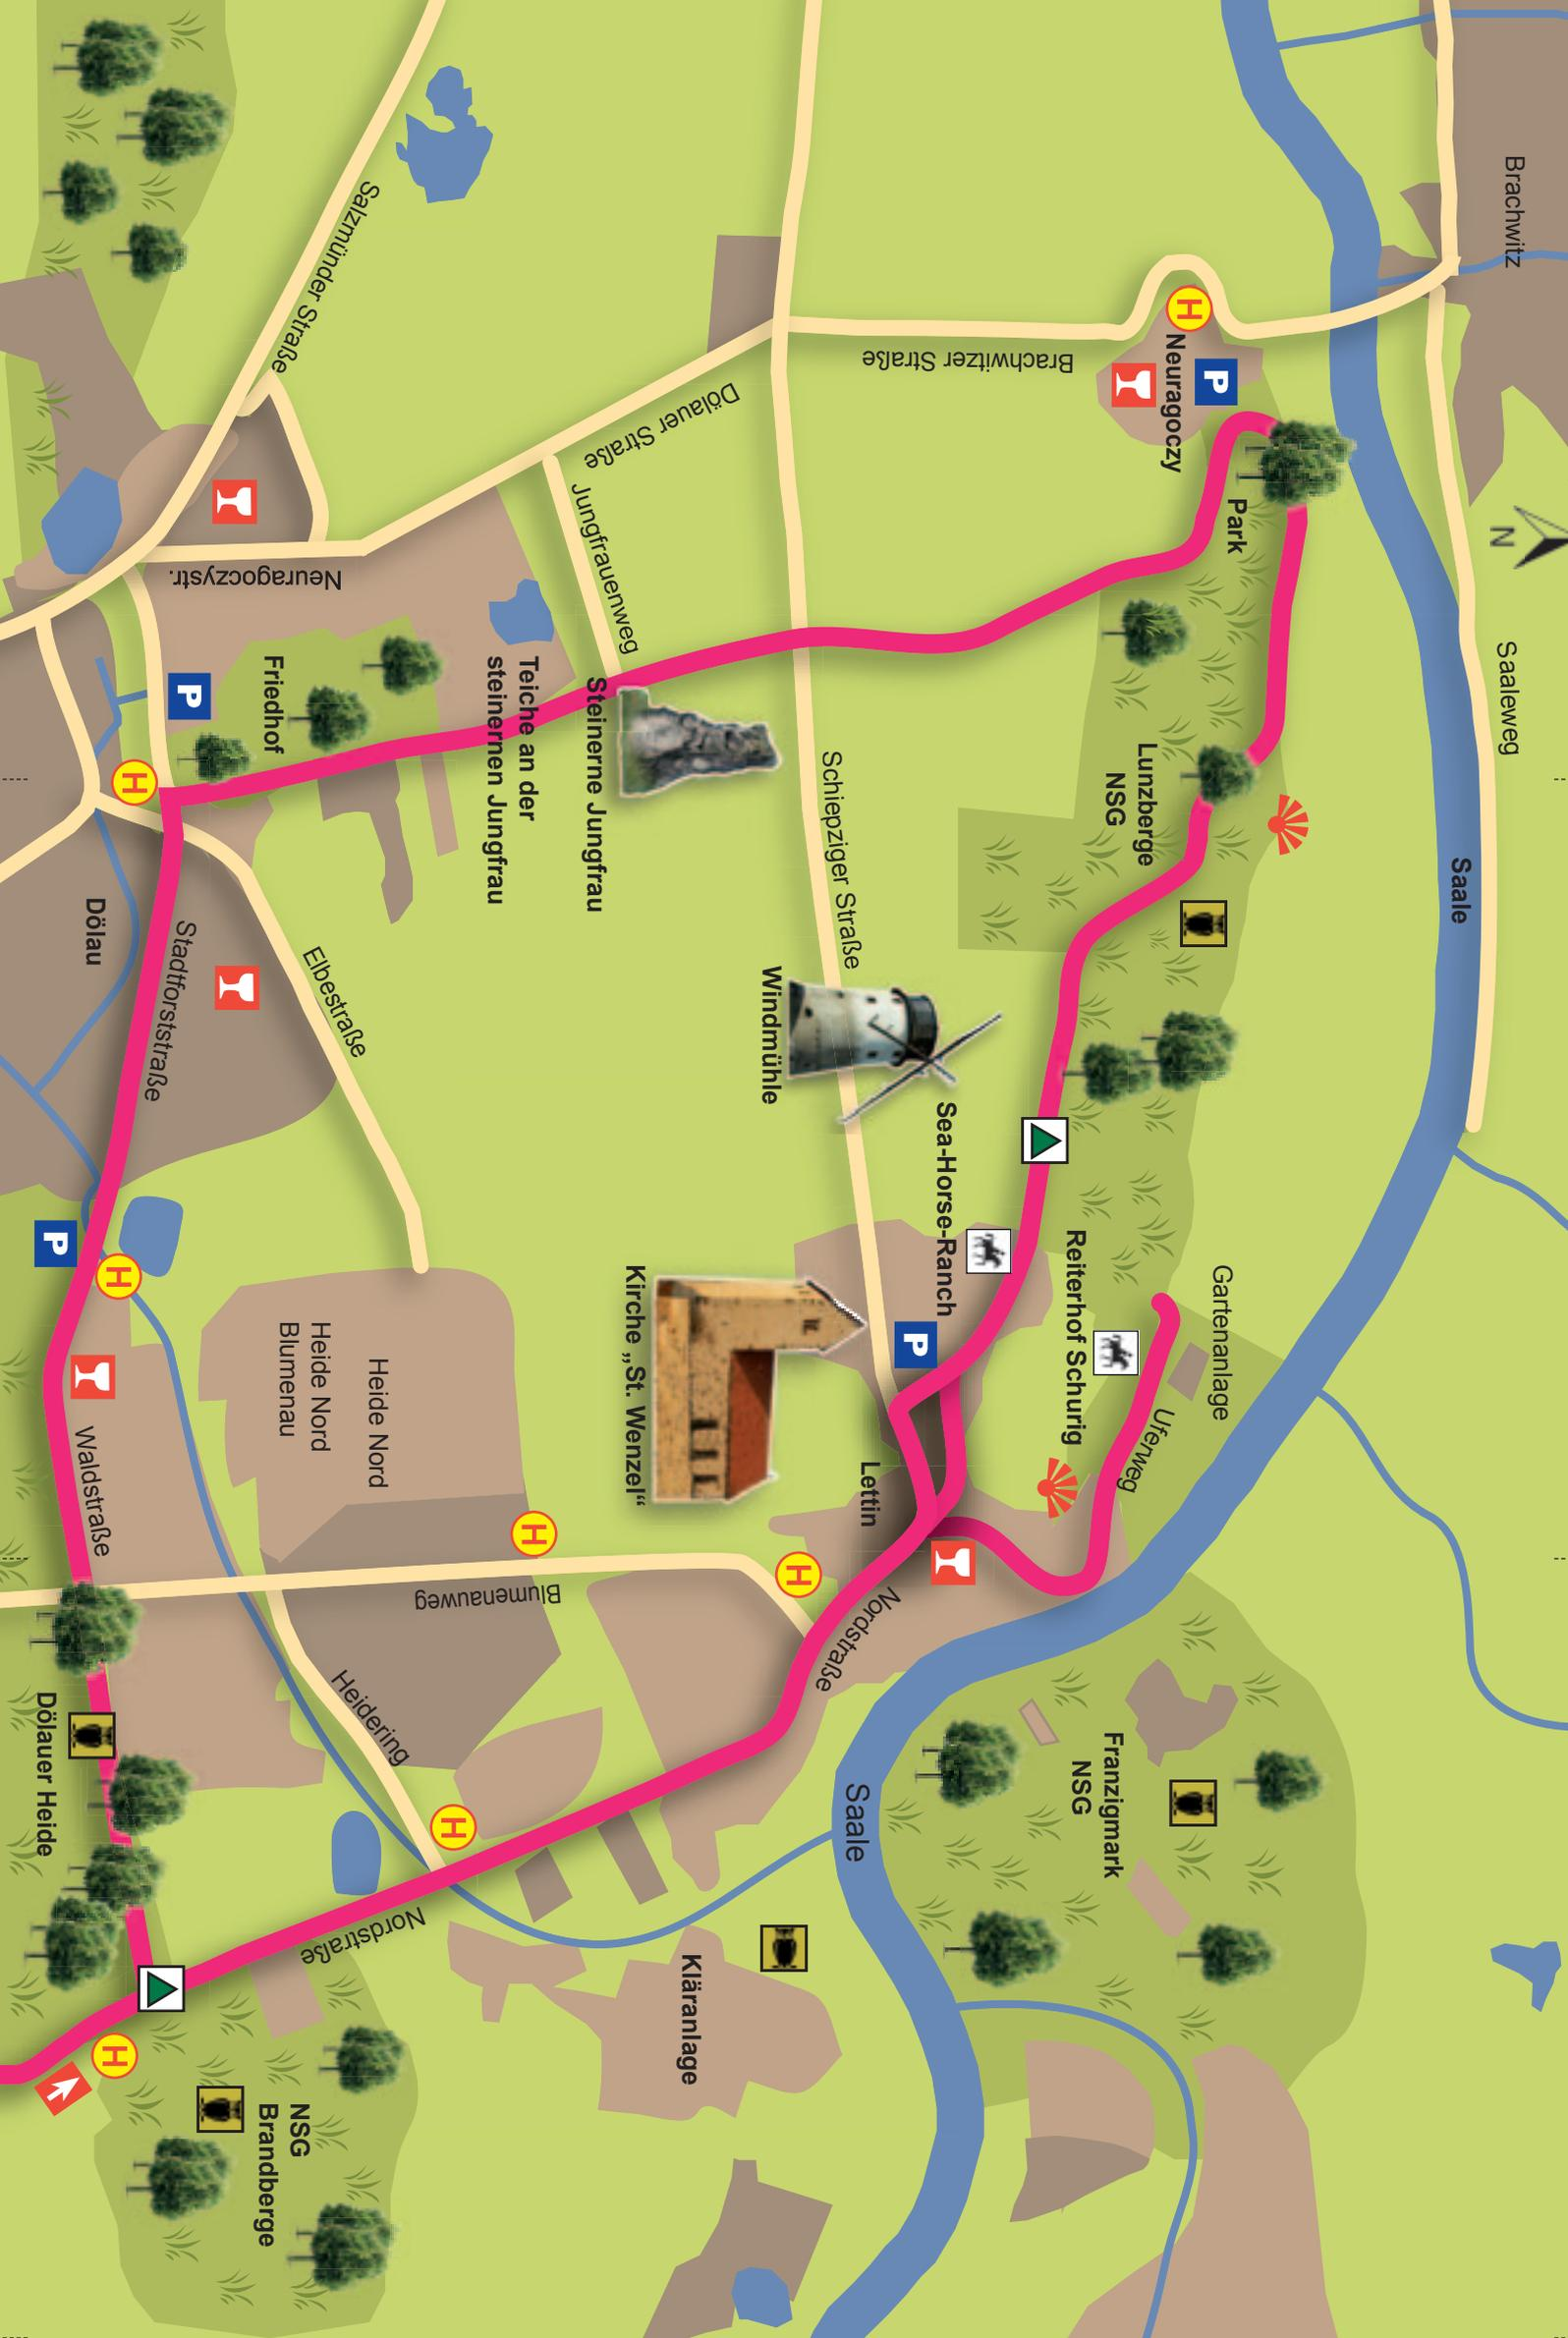 Brachwitz
N
Saaleweg
Saale
H
P
Neuragoczy
Park
Brachwitzer Straße
Lunzberge
NSG
Gartenanlage
Uferweg
Reiterhof Schurig
Sea-Horse-Ranch
P
Schiepziger Straße
Windmühle
Lettin
Kirche „St. Wenzel“
Franzigmark
NSG
Saale
Nordstraße
H
H
Blumenauweg
Kläranlage
Salzmünder Straße
Dölauer Straße
Jungfrauenweg
Steinerne Jungfrau
Teiche an der
steinernen Jungfrau
Neuragoczystr.
Friedhof
P
H
Elbestraße
Stadtforststraße
Dölau
Heide Nord
Heide Nord
Blumenau
P
H
Waldstraße
Heidering
H
Nordstraße
Dölauer Heide
H
NSG
Brandberge